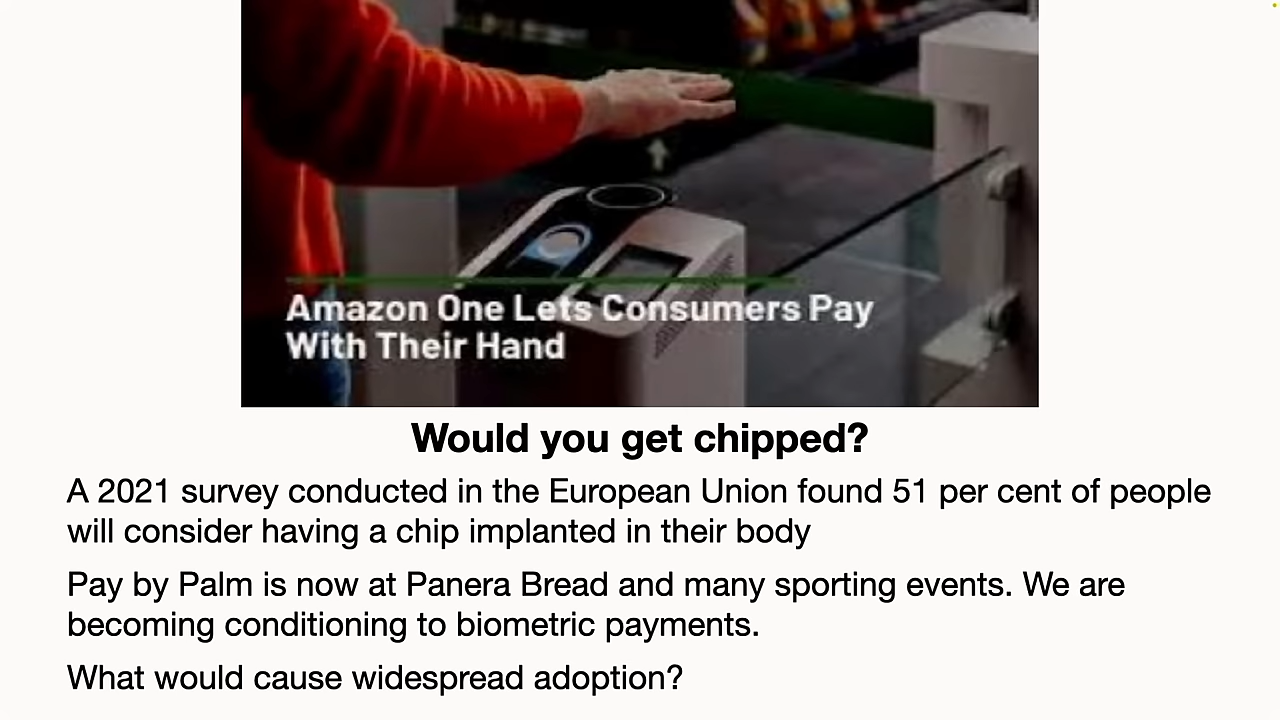 Amazon One Lets Consumers Pay
With Their Hand
Would you get chipped?
A 2021 survey conducted in the European Union found 51 per cent of people
will consider having a chip implanted in their body
Pay by Palm is now at Panera Bread and many sporting events. We are
becoming conditioning to biometric payments.
What would cause widespread adoption?